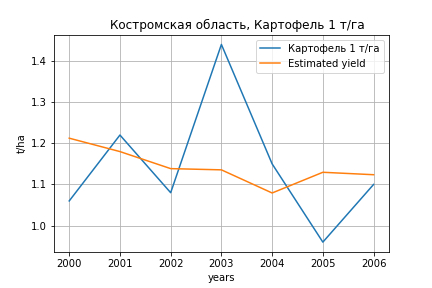 Костромская область, Картофель 1 т/га
Картофель 1 т/га
Estimated yield
t/ha
1.4
1.3
1.2
1.1
1.0
2000 2001 2002 2003 2004 2005 2006
years